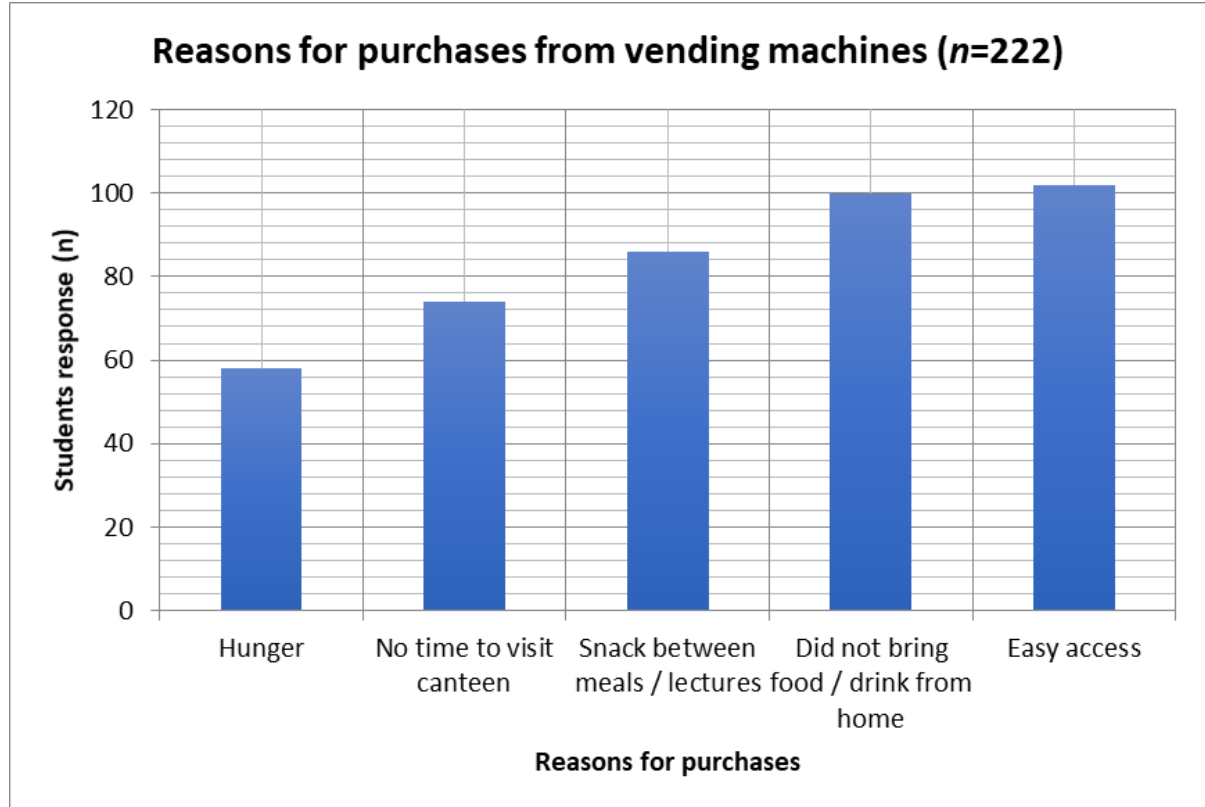 Reasons for purchases from vending machines (n=222)
120
100
80
60
40
20
0
Students response (n)
Hunger
No time to visit
canteen
Snack between
meals / lectures
Did not bring
food / drink from
home
Easy access
Reasons for purchases